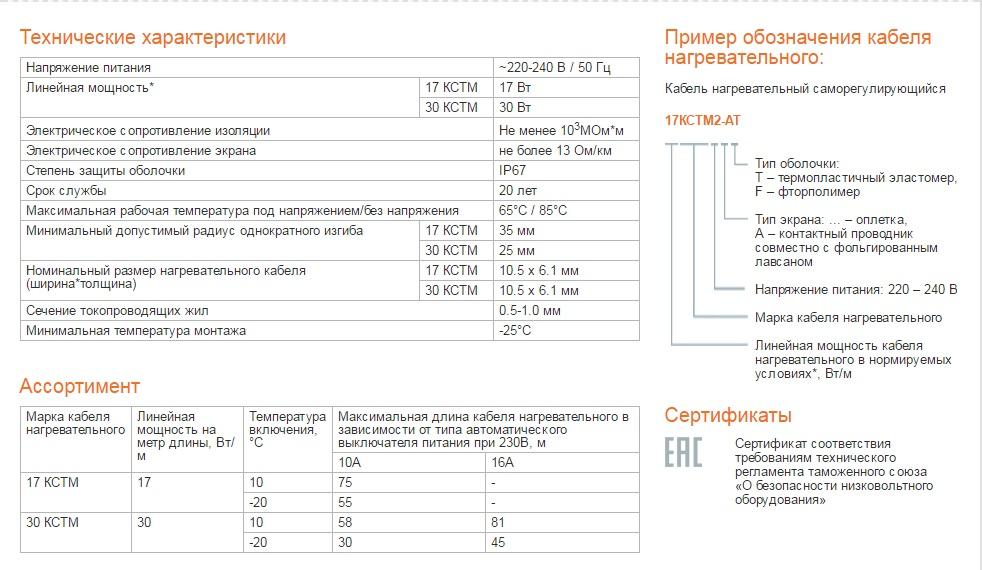 Технические характеристики
Напряжение питания ~220-240 В / 50 Гц
Линейная мощность* 17 КСТМ 17 Вт
30 КСТМ 30 Вт
Электрическое сопротивление изоляции Не менее 10³МОм*м
Электрическое сопротивление экрана не более 13 Ом/км
Степень защиты оболочки IP67
Срок службы 20 лет
Максимальная рабочая температура под напряжением/без напряжения 65°C / 85°C
Минимальный допустимый радиус однократного изгиба 17 КСТМ 35 мм
30 КСТМ 25 мм
Номинальный размер нагревательного кабеля 17 КСТМ 10.5 x 6.1 мм
(ширина*толщина) 30 КСТМ 10.5 x 6.1 мм
Сечение токопроводящих жил 0.5-1.0 мм
Минимальная температура монтажа -25°C
Ассортимент
Марка кабеля Линейная Температура Максимальная длина кабеля нагревательного в
нагревательного мощность на включения, зависимости от типа автоматического
метр длины, Вт/ °C выключателя питания при 230В, м
м
10А 16А
17 КСТМ 17 10 75 -
-20 55 -
30 КСТМ 30 10 58 81
-20 30 45
Пример обозначения кабеля
нагревательного:
Кабель нагревательный саморегулирующийся
17КСТМ2-АТ
Тип оболочки:
Т – термопластичный эластомер,
F – фторполимер
Тип экрана: … – оплетка,
А – контактный проводник
совместно с фольгированным
лавсаном
Напряжение питания: 220 – 240 В
Марка кабеля нагревательного
Линейная мощность кабеля
нагревательного в нормируемых
условиях*, Вт/м
Сертификаты
EAC
Сертификат соответствия
требованиям технического
регламента таможенного союза
«О безопасности низковольтного
оборудования»